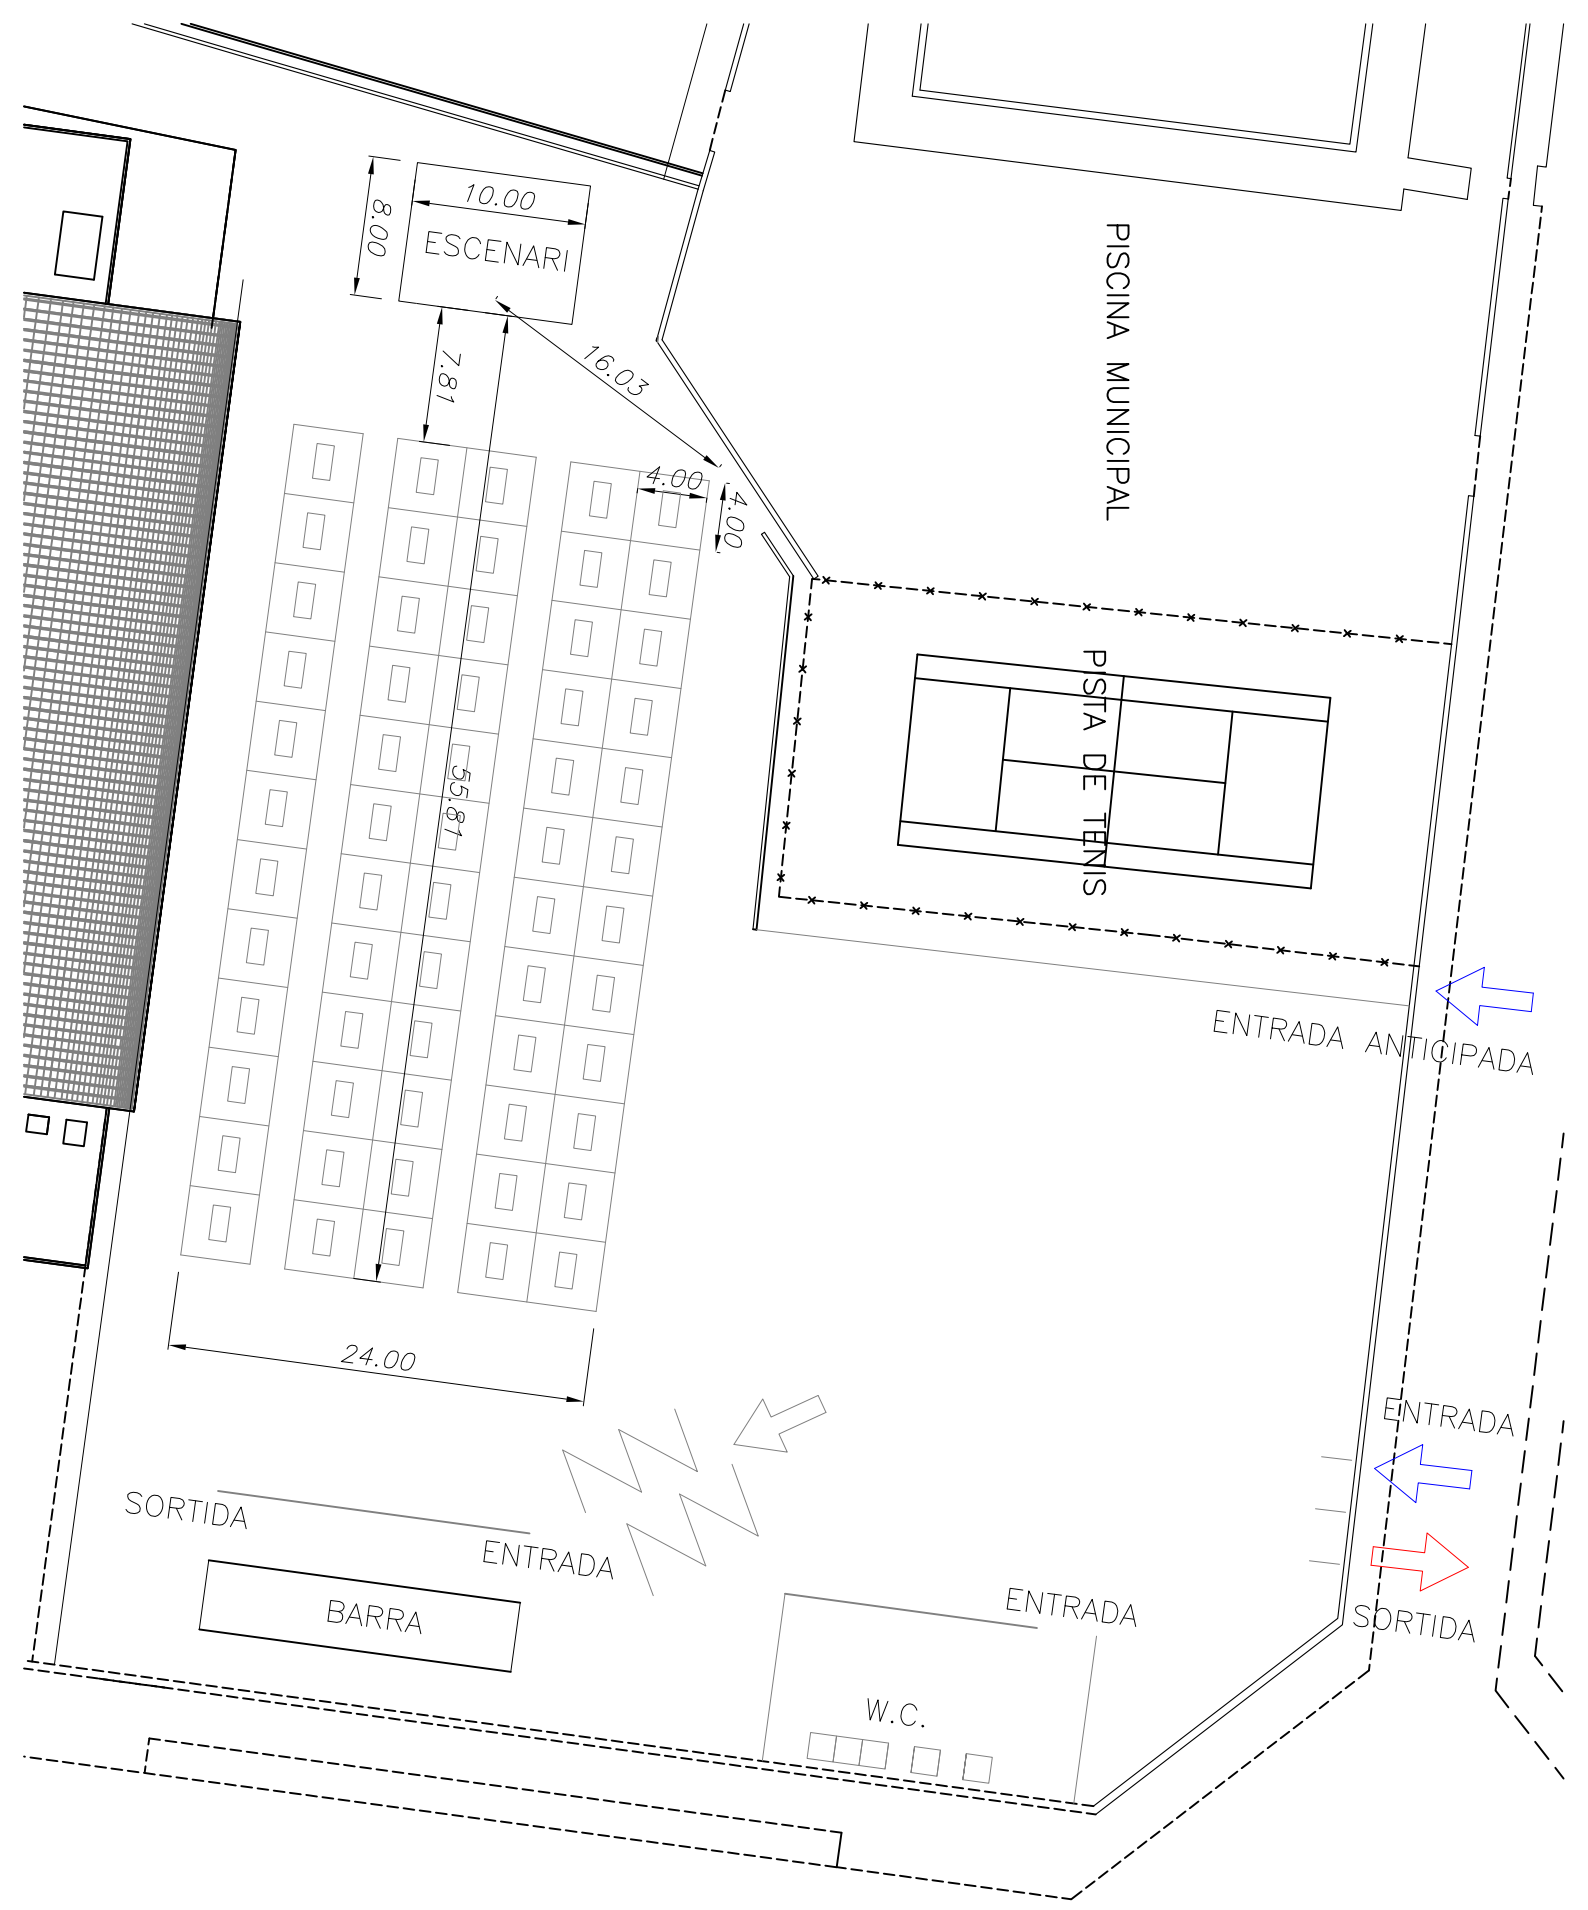 10.00
8.00
ESCENARI
PISCINA MUNICIPAL
7.81
16.03
4.00
4.00
PISTA DE TENIS
55.81
ENTRADA ANTICIPADA
24.00
ENTRADA
SORTIDA
ENTRADA
BARRA
ENTRADA
SORTIDA
W.C.